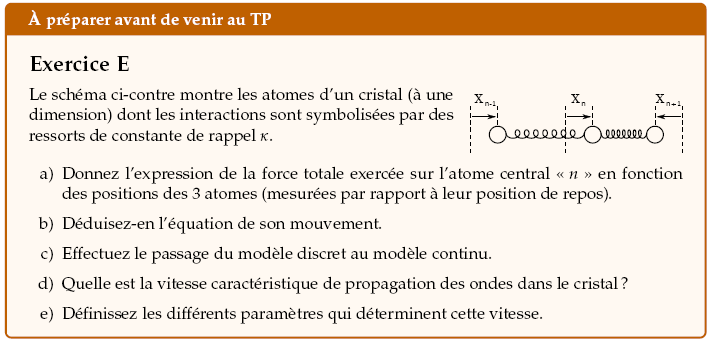 À préparer avant de venir au TP
Exercice E
Le schéma ci-contre montre les atomes d'un cristal (à une
dimension) dont les interactions sont symbolisées par des
ressorts de constante de rappel κ.
X n-1 X n X n+1
a) Donnez l'expression de la force totale exercée sur l'atome central « n » en fonction
des positions des 3 atomes (mesurées par rapport à leur position de repos).
b) Déduisez-en l'équation de son mouvement.
c) Effectuez le passage du modèle discret au modèle continu.
d) Quelle est la vitesse caractéristique de propagation des ondes dans le cristal ?
e) Définissez les différents paramètres qui déterminent cette vitesse.